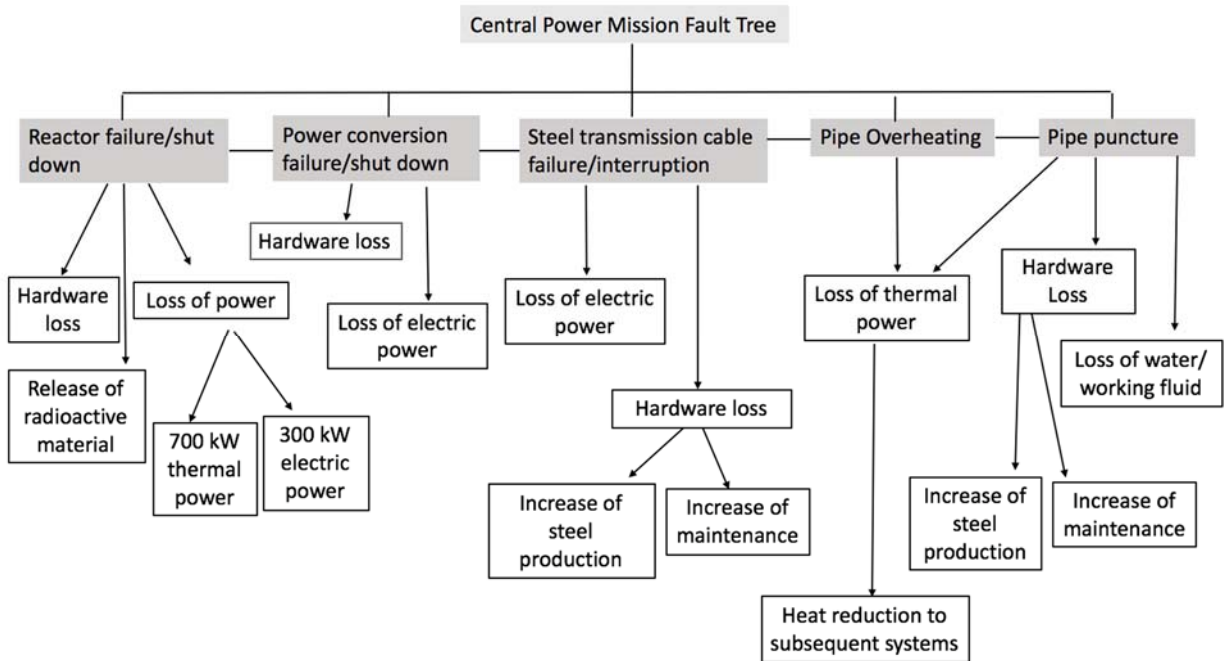 Central Power Mission Fault Tree
Reactor failure/shut
down
Power conversion
failure/shut down
Steel transmission cable
failure/interruption
Pipe Overheating
Pipe puncture
Hardware
loss
Release of
radioactive
material
Loss of power
700 kW
thermal
power
300 kW
electric
power
Hardware loss
Loss of electric
power
Loss of electric
power
Hardware loss
Increase of
steel
production
Increase of
maintenance
Loss of thermal
power
Heat reduction to
subsequent systems
Hardware
Loss
Increase of
steel
production
Increase of
maintenance
Loss of water/
working fluid